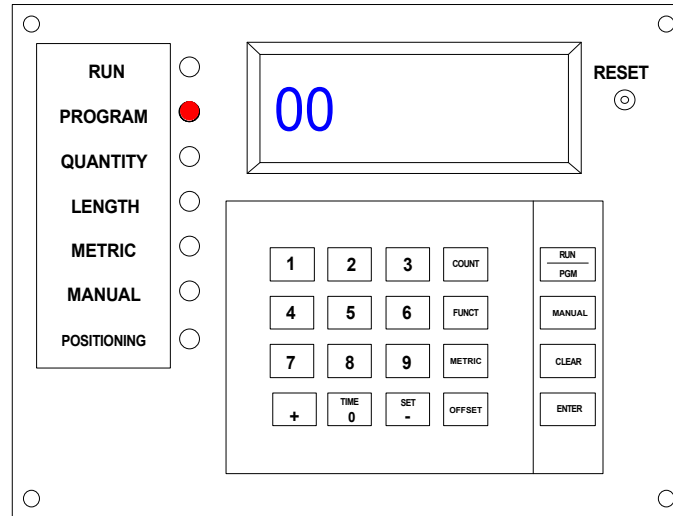 RUN
PROGRAM
QUANTITY
LENGTH
METRIC
MANUAL
POSITIONING
00
RESET
1 2 3 COUNT
4 5 6 FUNCT
7 8 9 METRIC
+ TIME 0 SET - OFFSET
RUN
PGM
MANUAL
CLEAR
ENTER